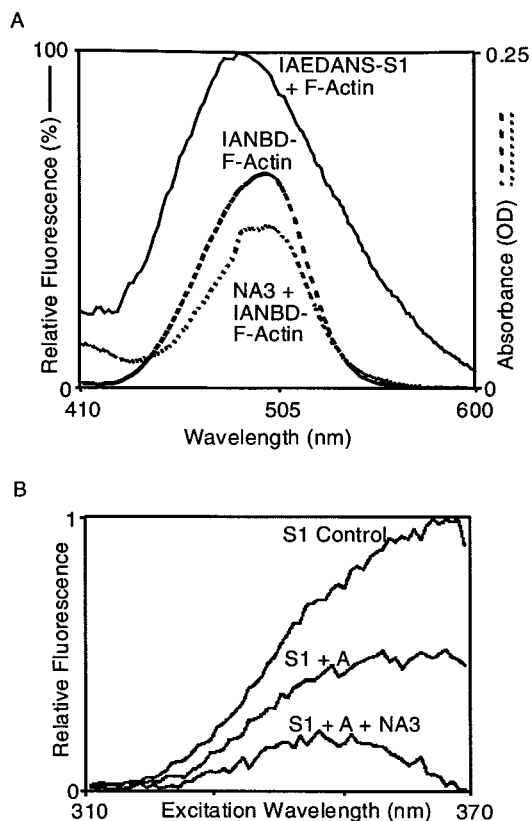 A
100
IAEDANS-S1
+ F-Actin
IANBD-
F-Actin
NA3 +
IANBD-
F-Actin
0
410
505
600
Wavelength (nm)
Relative Fluorescence (%)
0.25
0
Absorbance (OD)
B
1
S1 Control
S1 + A
S1 + A + NA3
0
310
Excitation Wavelength (nm)
370
Relative Fluorescence